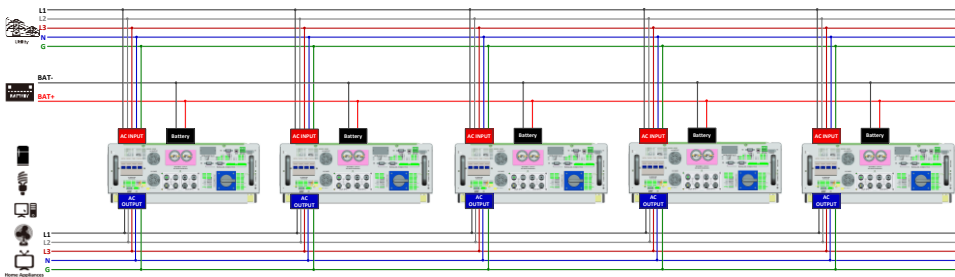 L1
L2
L3
Utility
N
G
BAT-
BATTERY
BAT+
AC INPUT
Battery
AC INPUT
Battery
AC INPUT
Battery
AC INPUT
Battery
AC INPUT
Battery
AC
OUTPUT
AC
OUTPUT
AC
OUTPUT
AC
OUTPUT
AC
OUTPUT
L1
L2
L3
N
Home Appliances
G